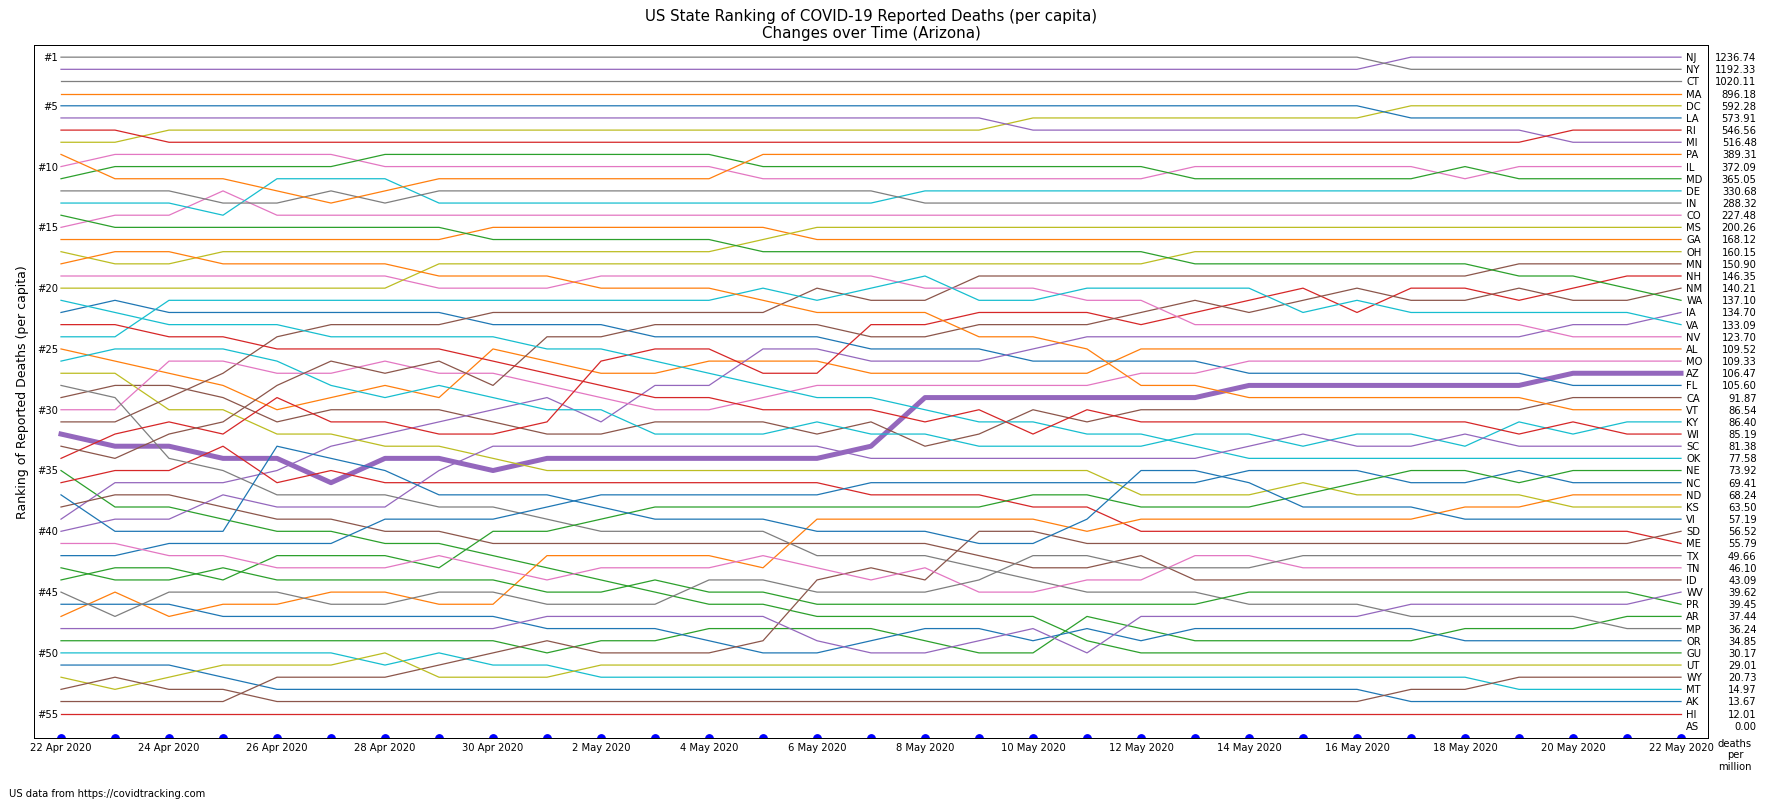 US State Ranking of COVID-19 Reported Deaths (per capita)
Changes over Time (Arizona)
Ranking of Reported Deaths (per capita)
#1
#5
#10
#15
#20
#25
#30
#35
#40
#45
#50
#55
NJ 1236.74
NY 1192.33
CT 1020.11
MA 896.18
DC 592.28
LA 573.91
RI 546.56
MI 516.48
PA 389.31
IL 372.09
MD 365.05
DE 330.68
IN 288.32
CO 227.48
MS 200.26
GA 168.12
OH 160.15
MN 150.90
NH 146.35
NM 140.21
WA 137.10
IA 134.70
VA 133.09
NV 123.70
AL 109.52
MO 109.33
AZ 106.47
FL 105.60
CA 91.87
VT 86.54
KY 86.40
WI 85.19
SC 81.38
OK 77.58
NE 73.92
NC 69.41
ND 68.24
KS 63.50
VI 57.19
SD 56.52
ME 55.79
TX 49.66
TN 46.10
ID 43.09
WV 39.62
PR 39.45
AR 37.44
MP 36.24
OR 34.85
GU 30.17
UT 29.01
WY 20.73
MT 14.97
AK 13.67
HI 12.01
AS 0.00
22 Apr 2020 24 Apr 2020 26 Apr 2020 28 Apr 2020 30 Apr 2020 2 May 2020 4 May 2020 6 May 2020 8 May 2020 10 May 2020 12 May 2020 14 May 2020 16 May 2020 18 May 2020 20 May 2020 22 May 2020
deaths
per
million
US data from https://covidtracking.com